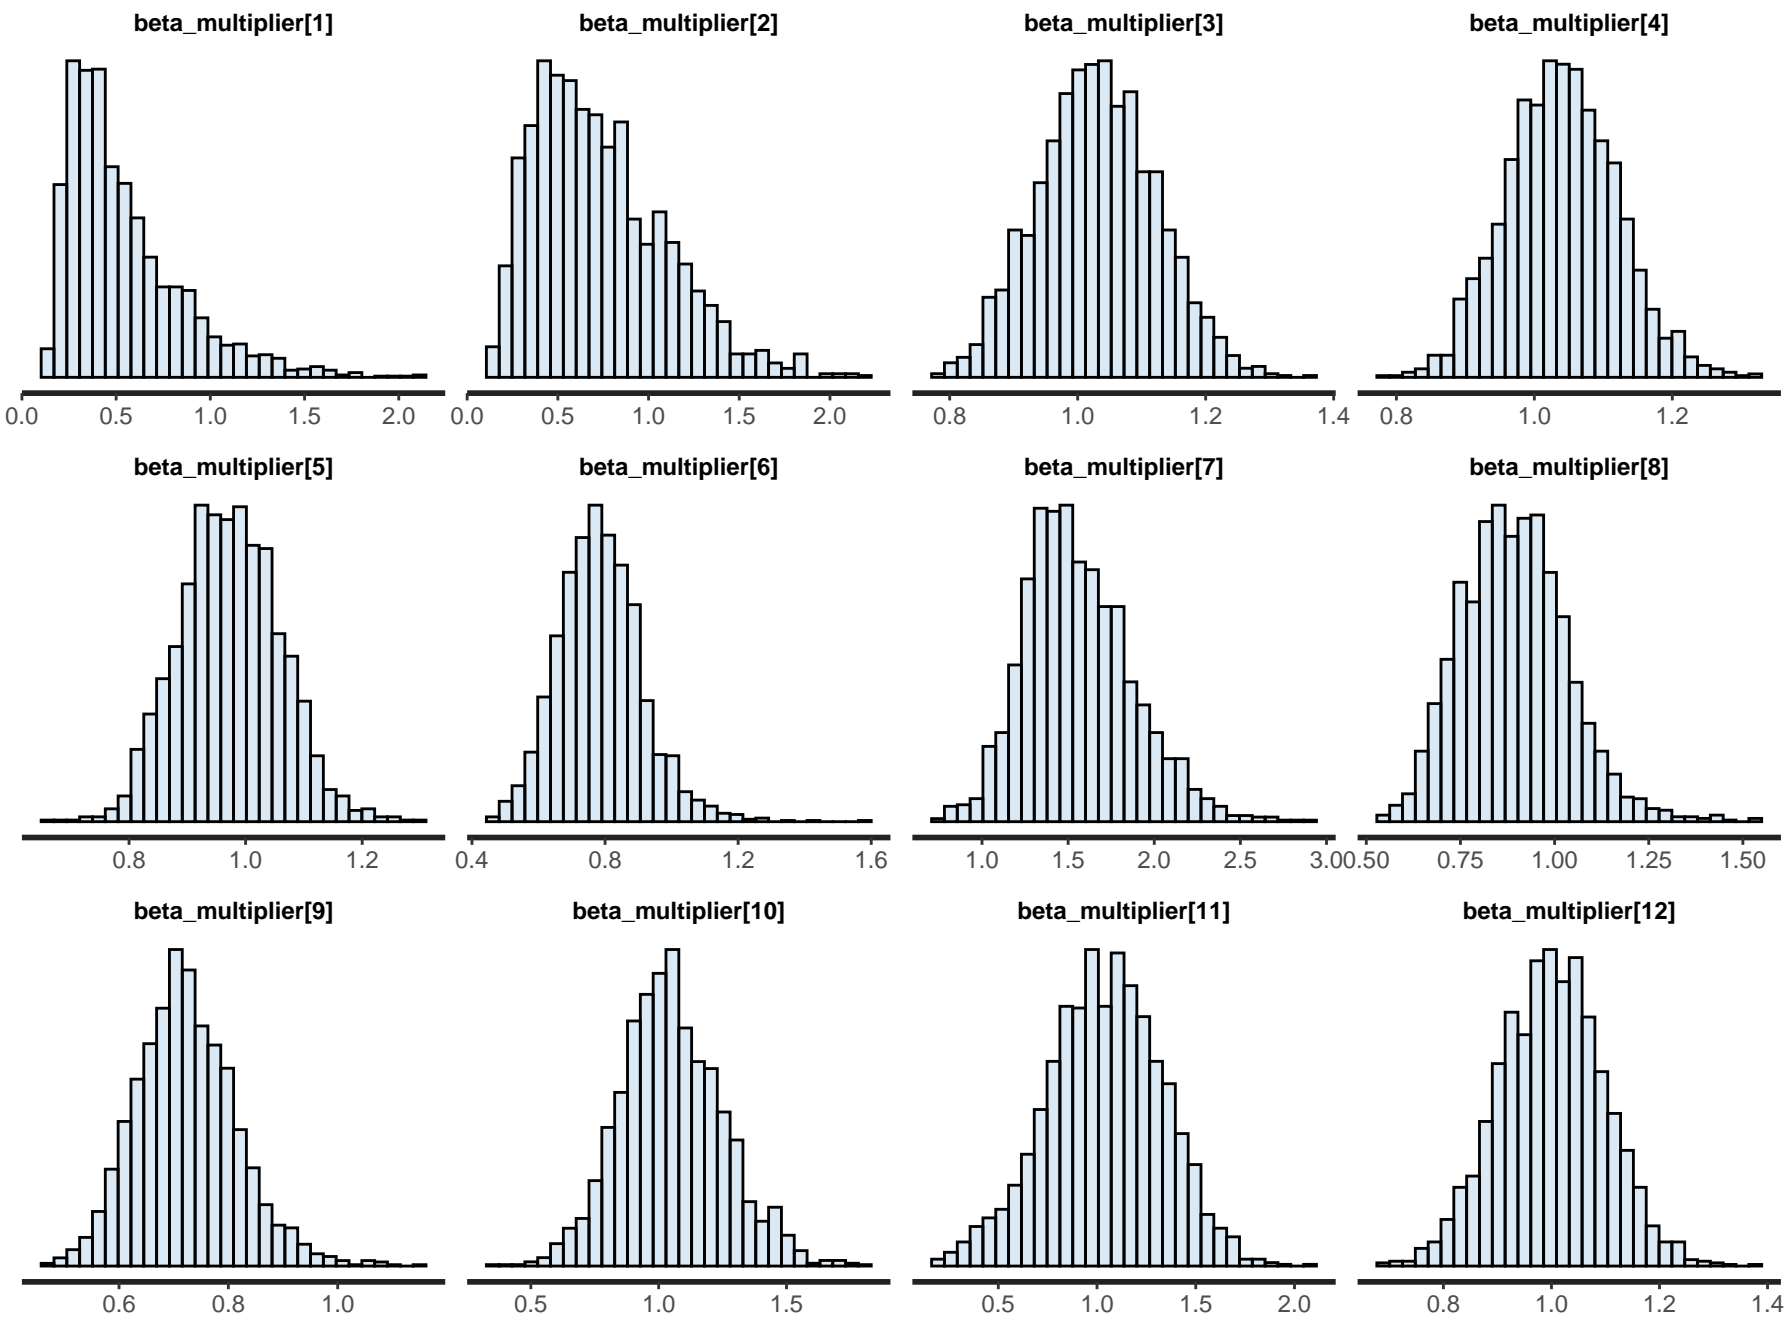 beta_multiplier[1] beta_multiplier[2] beta_multiplier[3] beta_multiplier[4]
0.0 0.5 1.0 1.5 2.0 0.0 0.5 1.0 1.5 2.0 0.8 1.0 1.2 1.4 0.8 1.0 1.2
beta_multiplier[5] beta_multiplier[6] beta_multiplier[7] beta_multiplier[8]
0.8 1.0 1.2 0.4 0.8 1.2 1.6 1.0 1.5 2.0 2.5 3.0 0.50 0.75 1.00 1.25 1.50
beta_multiplier[9] beta_multiplier[10] beta_multiplier[11] beta_multiplier[12]
0.6 0.8 1.0 0.5 1.0 1.5 0.5 1.0 1.5 2.0 0.8 1.0 1.2 1.4